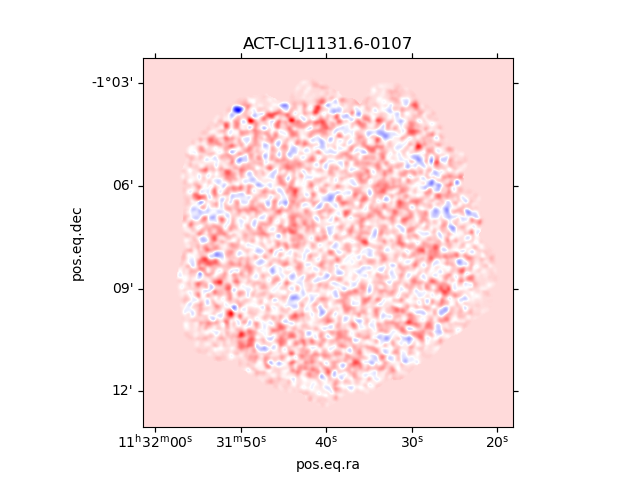 ACT-CLJ1131.6-0107
-1°03'
06'
09'
12'
pos.eq.dec
11ʰ32ᵐ00ˢ 31ᵐ50ˢ 40ˢ 30ˢ 20ˢ
pos.eq.ra